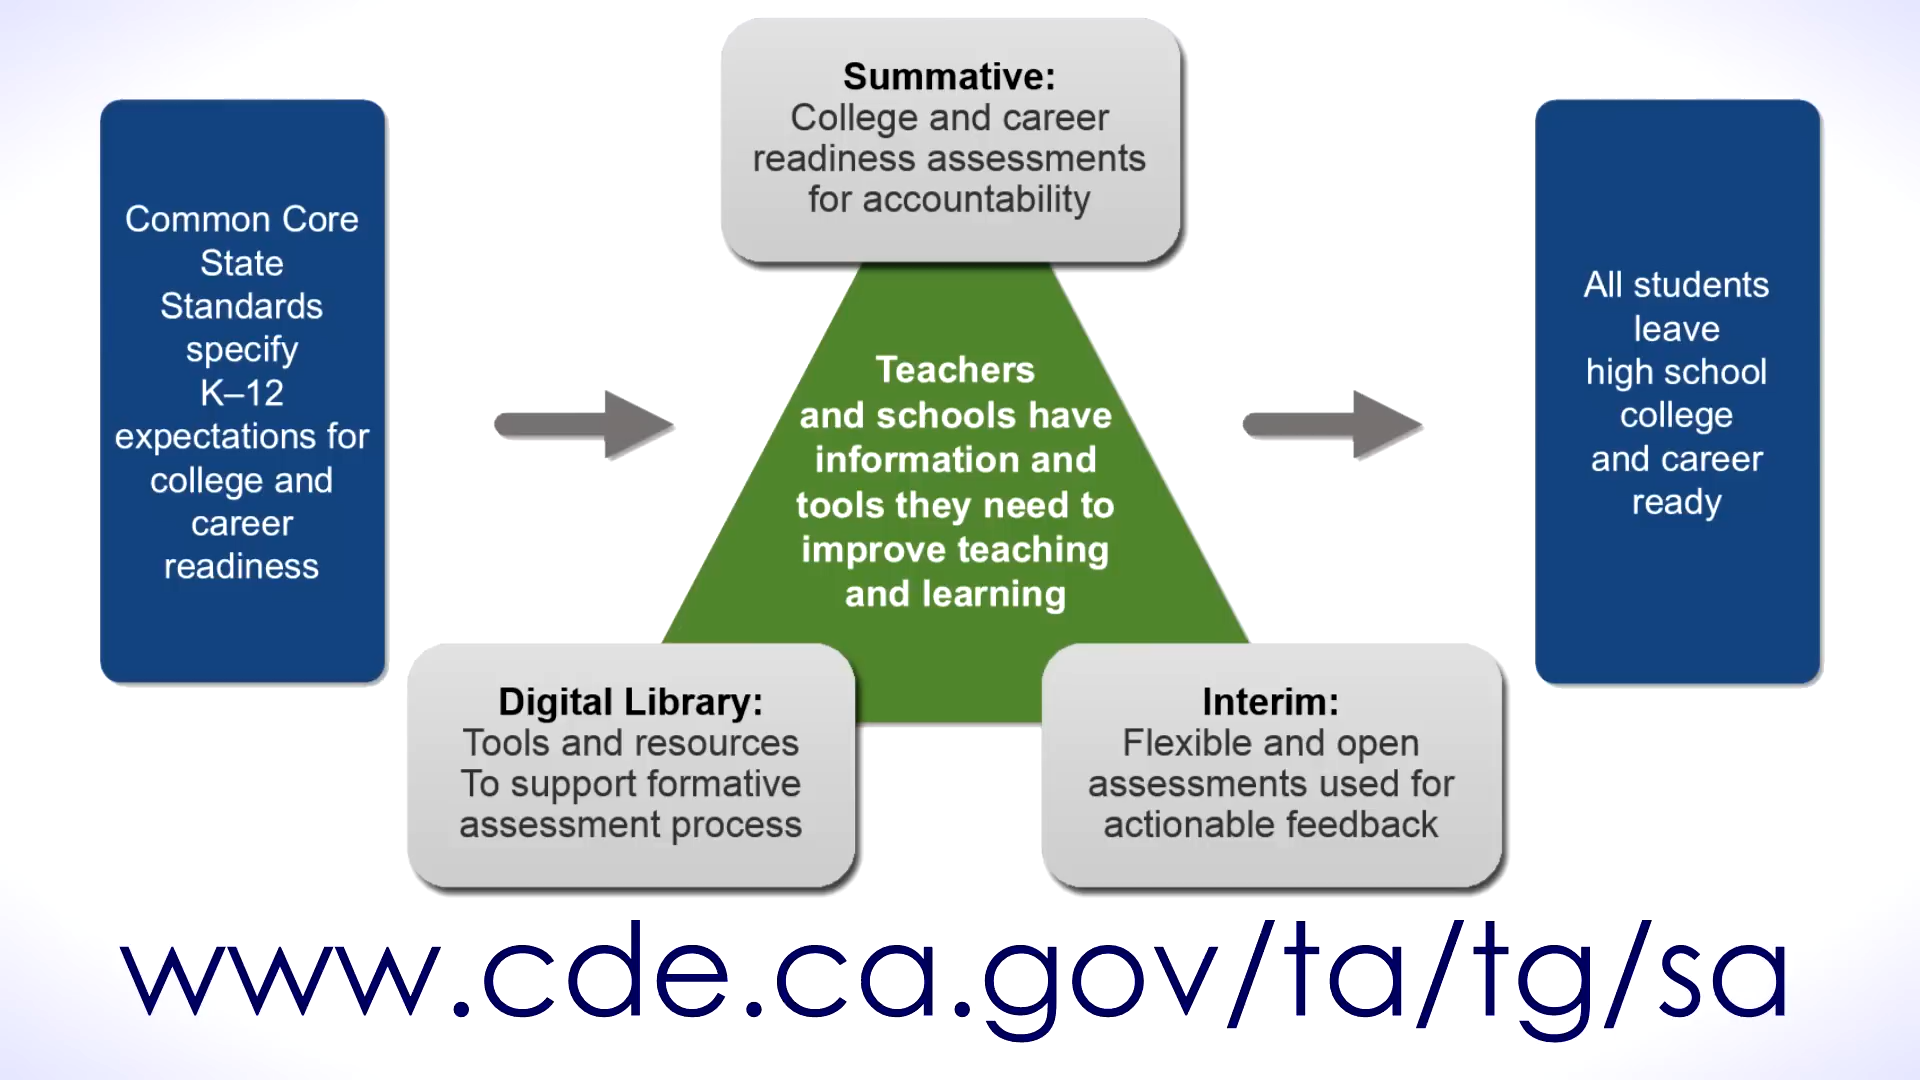 Common Core
State
Standards
specify
K–12
expectations for
college and
career
readiness
Summative:
College and career
readiness assessments
for accountability
Teachers
and schools have
information and
tools they need to
improve teaching
and learning
Digital Library:
Tools and resources
To support formative
assessment process
Interim:
Flexible and open
assessments used for
actionable feedback
All students
leave
high school
college
and career
ready
www.cde.ca.gov/ta/tg/sa